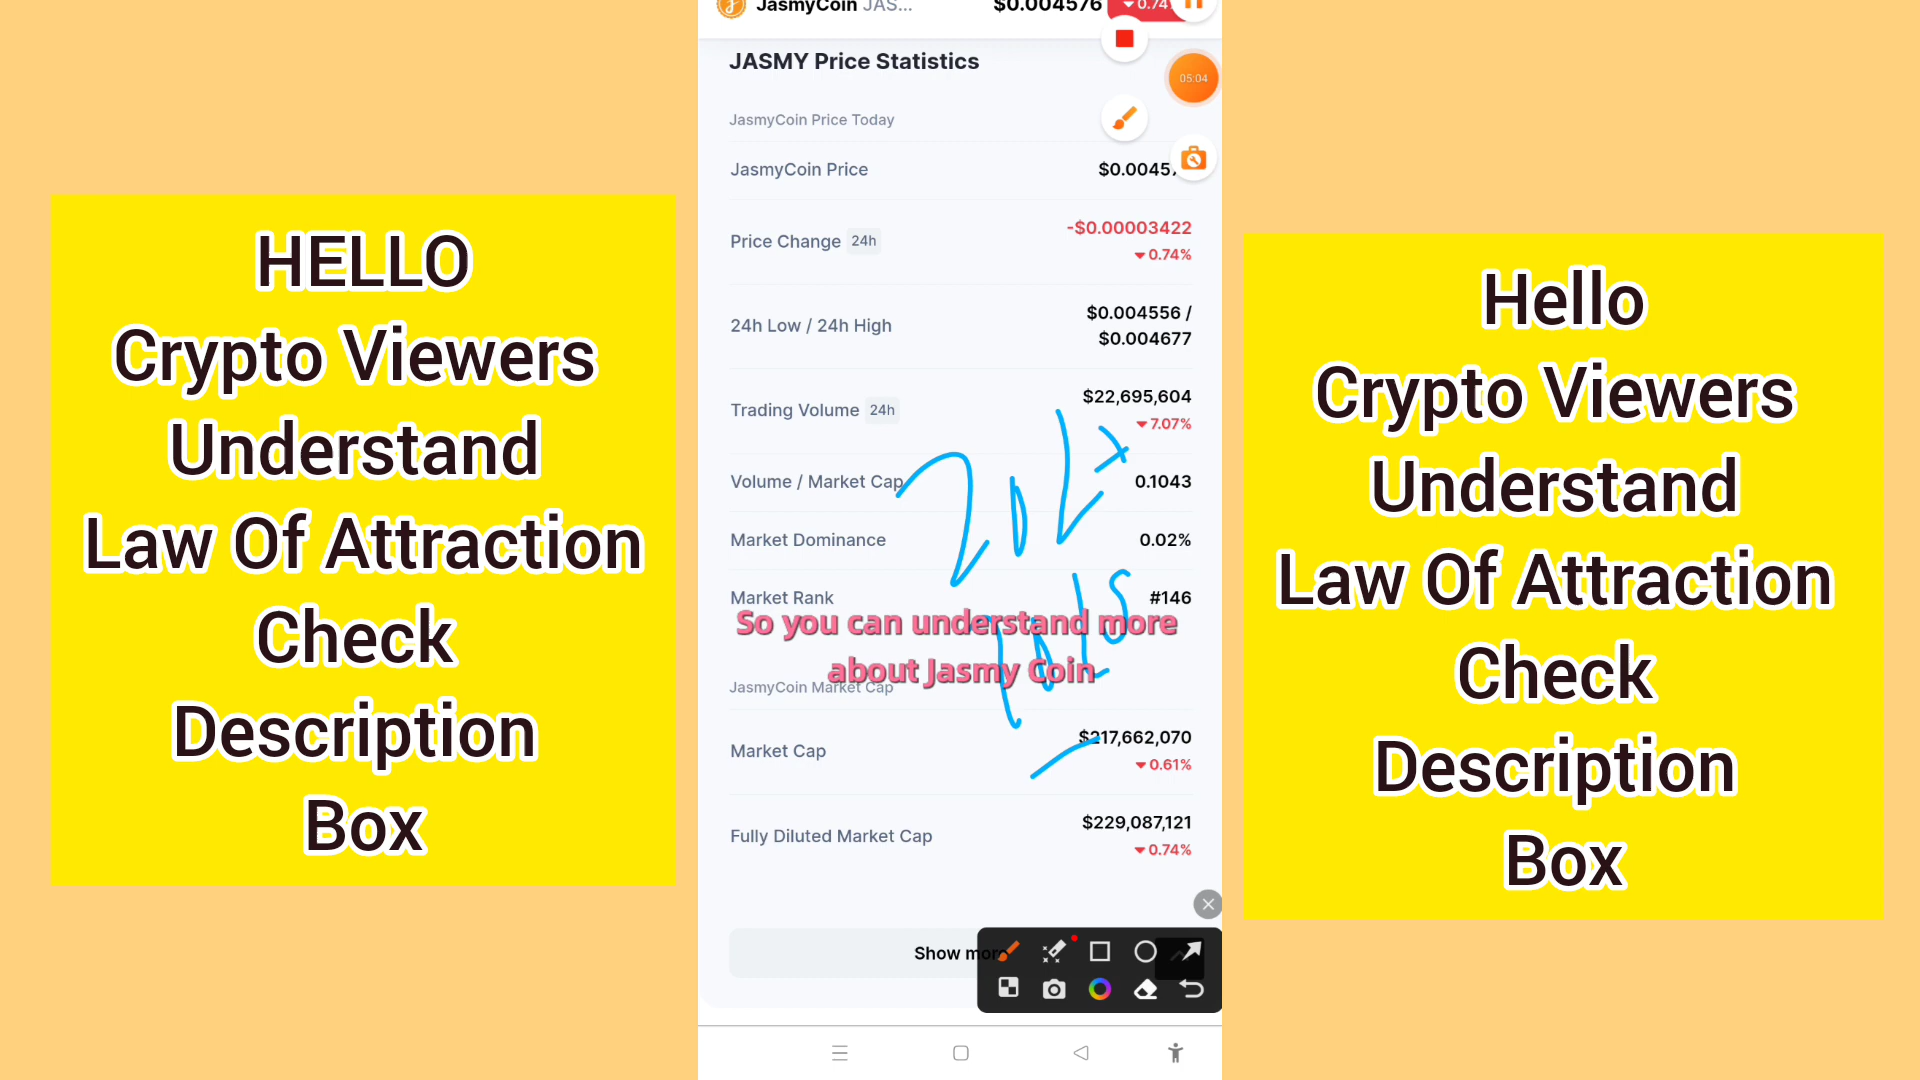 HELLO
Crypto Viewers
Understand
Law Of Attraction
Check
Description
Box
JasmyCoin JAS... $0.004576 0.74
JASMY Price Statistics
05:04
JasmyCoin Price Today
JasmyCoin Price $0.0045
Price Change 24h -$0.00003422
0.74%
24h Low / 24h High $0.004556 /
$0.004677
Trading Volume 24h $22,695,604
7.07%
Volume / Market Cap 0.1043
Market Dominance 0.02%
Market Rank #146
So you can understand more
about Jasmy Coin
JasmyCoin Market Cap
Market Cap $217,662,070
0.61%
Fully Diluted Market Cap $229,087,121
0.74%
Show more
Hello
Crypto Viewers
Understand
Law Of Attraction
Check
Description
Box